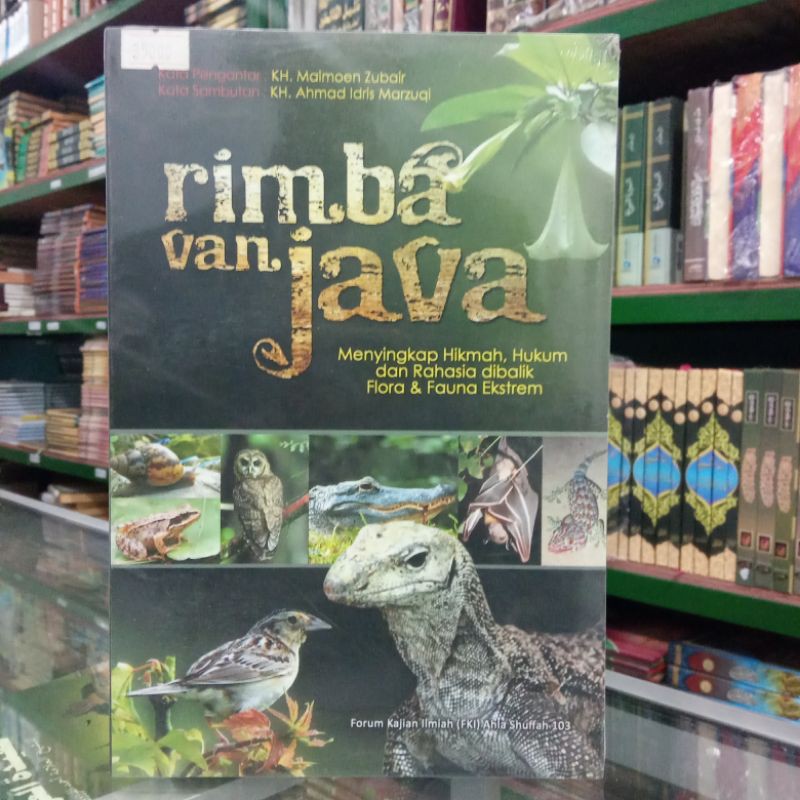 Kata Pengantar : KH. Maimoen Zubair
Kata Sambutan : KH. Ahmad Idris Marzuqi
rimba
van java
Menyingkap Hikmah, Hukum
dan Rahasia dibalik
Flora & Fauna Ekstrem
Forum Kajian Ilmiah (FKI) Ahla Shuffah 103